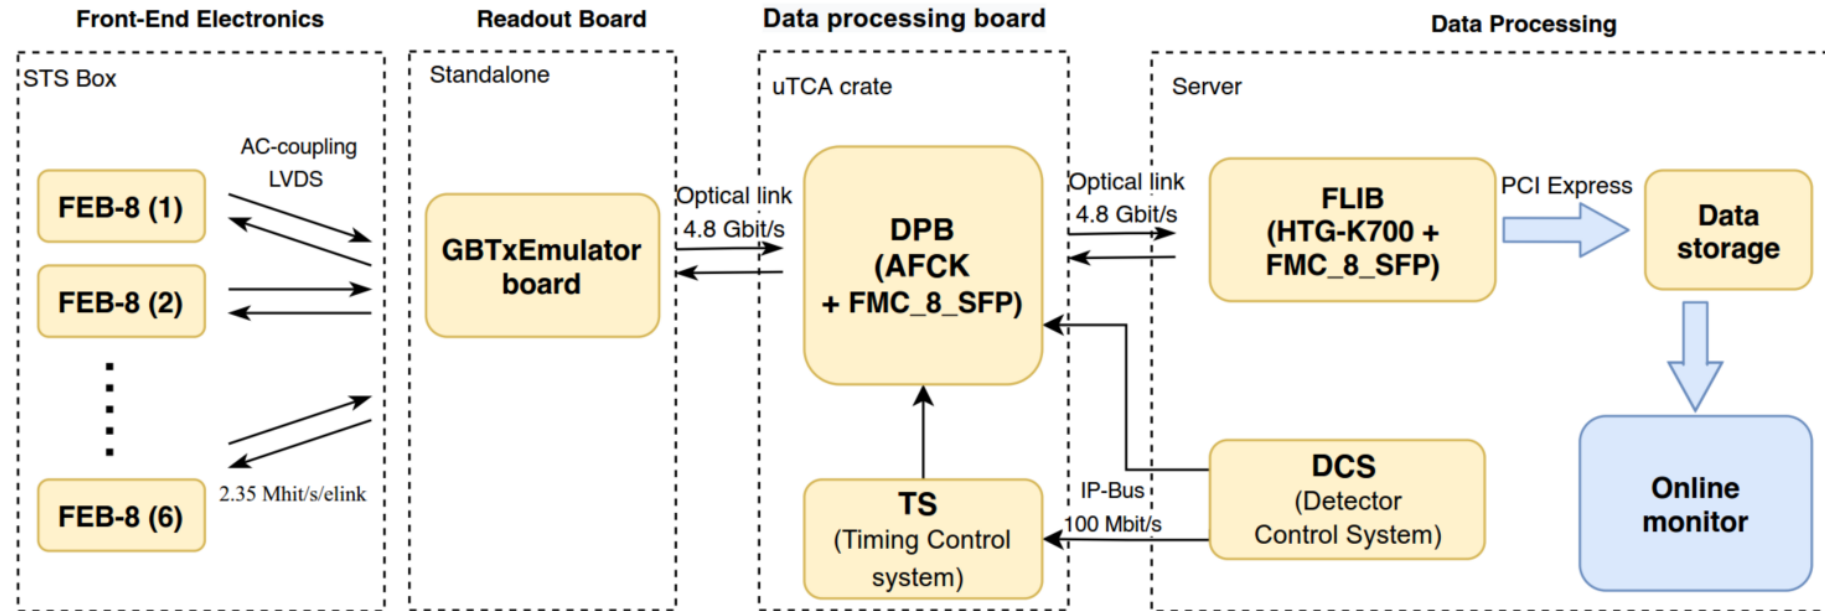 Front-End Electronics
Readout Board
Data processing board
Data Processing
STS Box
Standalone
uTCA crate
Server
AC-coupling
LVDS
FEB-8 (1)
FEB-8 (2)
FEB-8 (6)
2.35 Mhit/s/elink
GBTxEmulator
board
Optical link
4.8 Gbit/s
DPB
(AFCK
+ FMC_8_SFP)
TS
(Timing Control
system)
Optical link
4.8 Gbit/s
IP-Bus
100 Mbit/s
FLIB
(HTG-K700 +
FMC_8_SFP)
PCI Express
Data
storage
DCS
(Detector
Control System)
Online
monitor